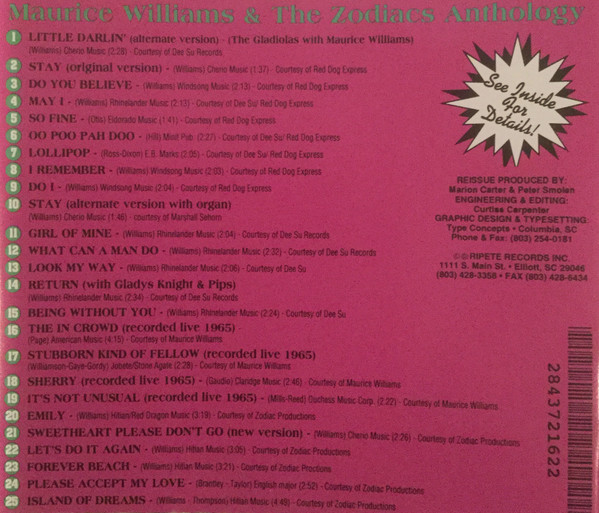 Maurice Williams & The Zodiacs Anthology
1 LITTLE DARLIN' (alternate version) - (The Gladiolas with Maurice Williams)
(Williams) Cherio Music (2:28) - Courtesy of Dee Su Records
2 STAY (original version) - (Williams) Cherio Music (1:37) - Courtesy of Red Dog Express
3 DO YOU BELIEVE - (Williams) Windsong Music (2:13) - Courtesy of Red Dog Express
4 MAY I - (Williams) Rhinelander Music (2:13) - Courtesy of Dee Su/ Red Dog Express
5 SO FINE - (Otis) Eldorado Music (1:41) - Courtesy of Red Dog Express
6 OO POO PAH DOO - (Hill) Minit Pub. (2:27) - Courtesy of Dee Su/ Red Dog Express
7 LOLLIPOP - (Ross-Dixon) E.B. Marks (2:05) - Courtesy of Dee Su/ Red Dog Express
8 I REMEMBER - (Williams) Windsong Music (2:03) - Courtesy of Dee Su/ Red Dog Express
9 DO I - (Williams) Windsong Music (2:04) - Courtesy of Red Dog Express
10 STAY (alternate version with organ)
(Williams) Cherio Music (1:46) - courtesy of Marshall Sehorn
11 GIRL OF MINE - (Williams) Rhinelander Music (2:04) - Courtesy of Dee Su Records
12 WHAT CAN A MAN DO - (Williams) Rhinelander Music (2:32) - Courtesy of Dee Su Records
13 LOOK MY WAY - (Williams) Rhinelander Music (2:06) - Courtesy of Dee Su
14 RETURN (with Gladys Knight & Pips)
(Williams) Rhinelander Music (2:34) - Courtesy of Dee Su Records
15 BEING WITHOUT YOU - (Williams) Rhinelander Music (2:24) - Courtesy of Dee Su
16 THE IN CROWD (recorded live 1965) -
(Page) American Music (4:15) - Courtesy of Maurice Williams
17 STUBBORN KIND OF FELLOW (recorded live 1965)
(Williamson-Gaye-Gordy) Jobete/Stone Agate (2:28) - Courtesy of Maurice Williams
18 SHERRY (recorded live 1965) - (Gaudio) Claridge Music (2:46) - Courtesy of Maurice Williams
19 IT'S NOT UNUSUAL (recorded live 1965) - (Mills-Reed) Duchess Music Corp. (2:22) - Courtesy of Maurice Williams
20 EMILY - (Williams) Hillan/Red Dragon Music (3:18) - Courtesy of Zodiac Productions
21 SWEETHEART PLEASE DON'T GO (new version) - (Williams) Cherio Music (2:26) - Courtesy of Zodiac Productions
22 LET'S DO IT AGAIN - (Williams) Hillan Music (3:05) - Courtesy of Zodiac Productions
23 FOREVER BEACH - (Williams) Hillan Music (3:21) - Courtesy of Zodiac Proctions
24 PLEASE ACCEPT MY LOVE - (Brantley - Taylor) English major (2:52) - Courtesy of Zodiac Productions
25 ISLAND OF DREAMS - (Williams - Thompson) Hillan Music (4:49) - Courtesy of Zodiac Productions
See Inside
For
Details!
REISSUE PRODUCED BY:
Marion Carter & Peter Smolen
ENGINEERING & EDITING:
Curtiss Carpenter
GRAPHIC DESIGN & TYPESETTING:
Type Concepts - Columbia, SC
Phone & Fax: (803) 254-0181
©℗ RIPETE RECORDS INC.
1111 S. Main St. - Elliott, SC 29046
(803) 428-3358 - FAX (803) 428-6434
2843721622